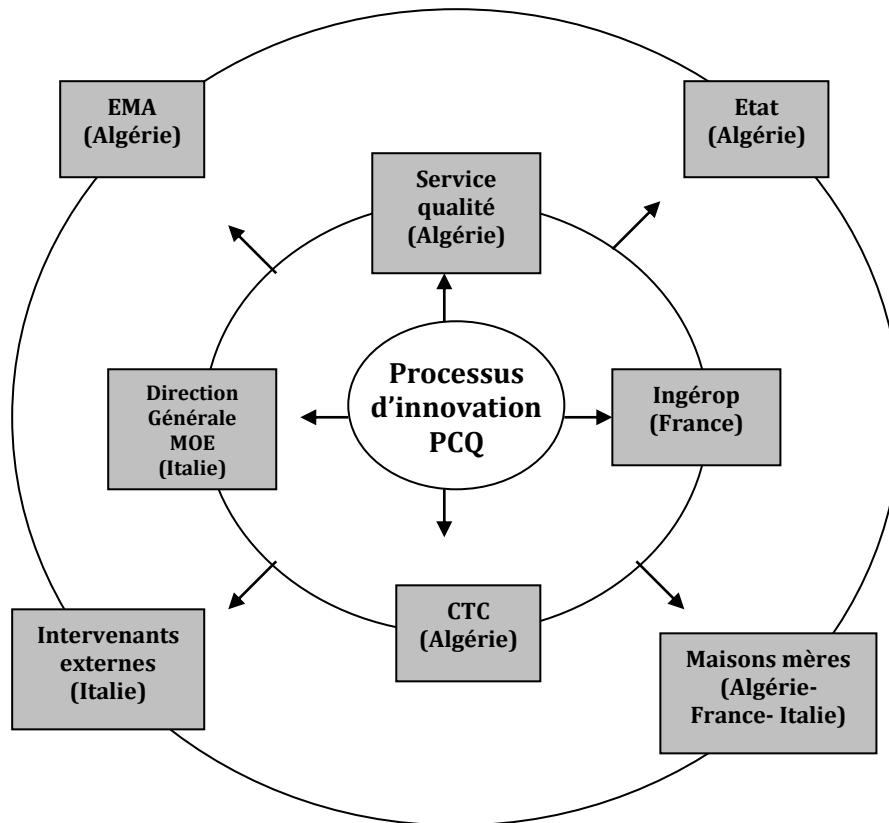 EMA
(Algérie)
Etat
(Algérie)
Service
qualité
(Algérie)
Direction
Générale
MOE
(Italie)
Processus
d’innovation
PCQ
Ingérop
(France)
CTC
(Algérie)
Intervenants
externes
(Italie)
Maisons mères
(Algérie-
France- Italie)